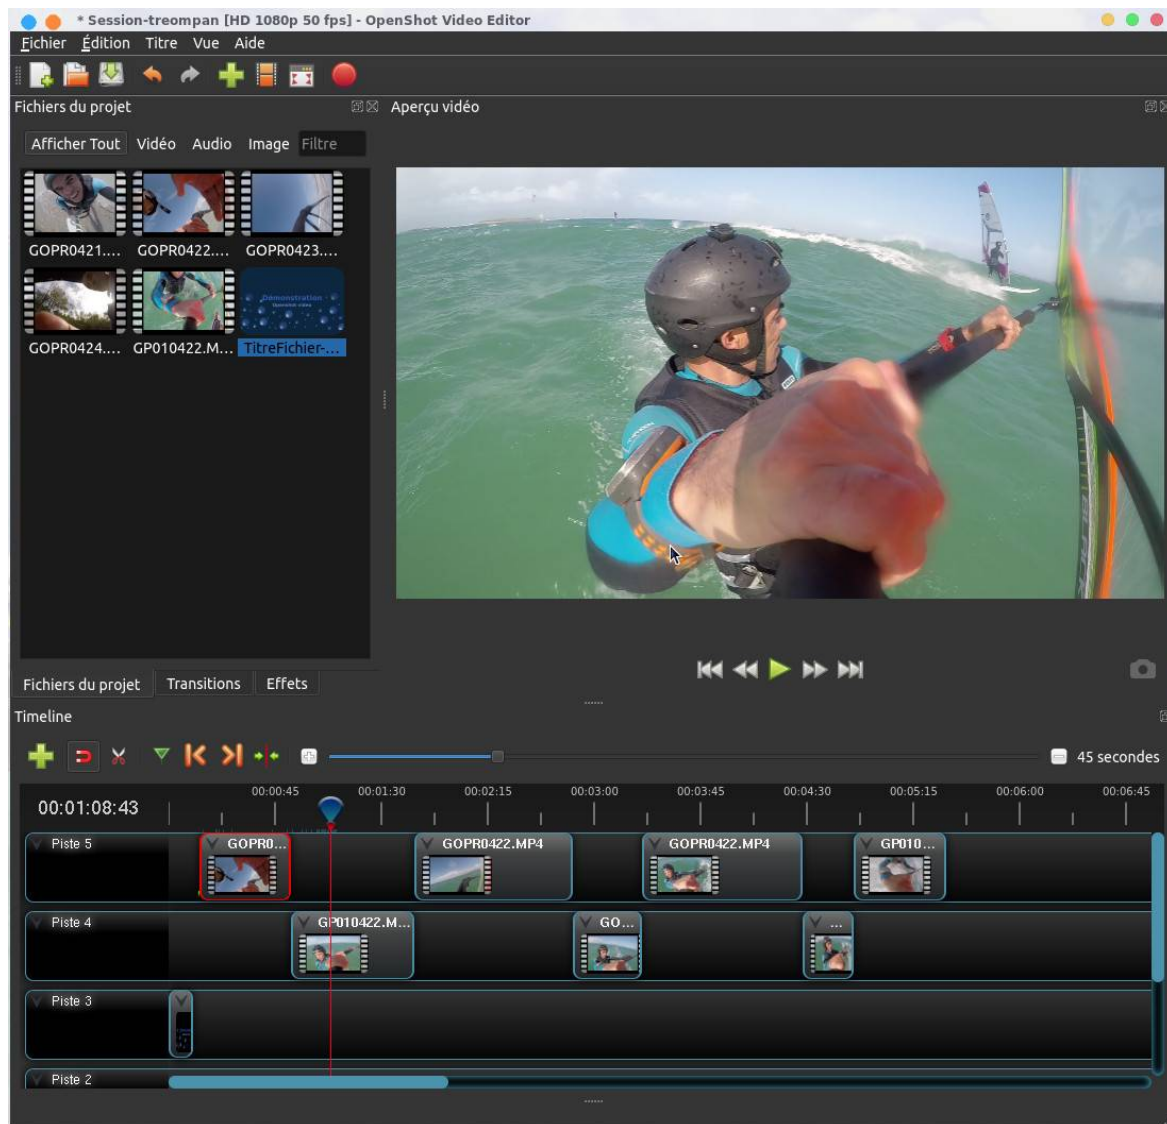 * Session-treompan [HD 1080p 50 fps] - OpenShot Video Editor
Fichier Édition Titre Vue Aide
Fichiers du projet
Aperçu vidéo
Afficher Tout Vidéo Audio Image Filtre
GOPR0421.... GOPR0422.... GOPR0423....
Démonstration
Openshot vidéo
GOPR0424.... GP010422.M... TitreFichier-...
Fichiers du projet Transitions Effets
Timeline
45 secondes
00:01:08:43
00:00:45 00:01:30 00:02:15 00:03:00 00:03:45 00:04:30 00:05:15 00:06:00 00:06:45
Piste 5 GOPR0... GOPR0422.MP4 GOPR0422.MP4 GP010...
Piste 4 GP010422.M... GO... ...
Piste 3
Piste 2